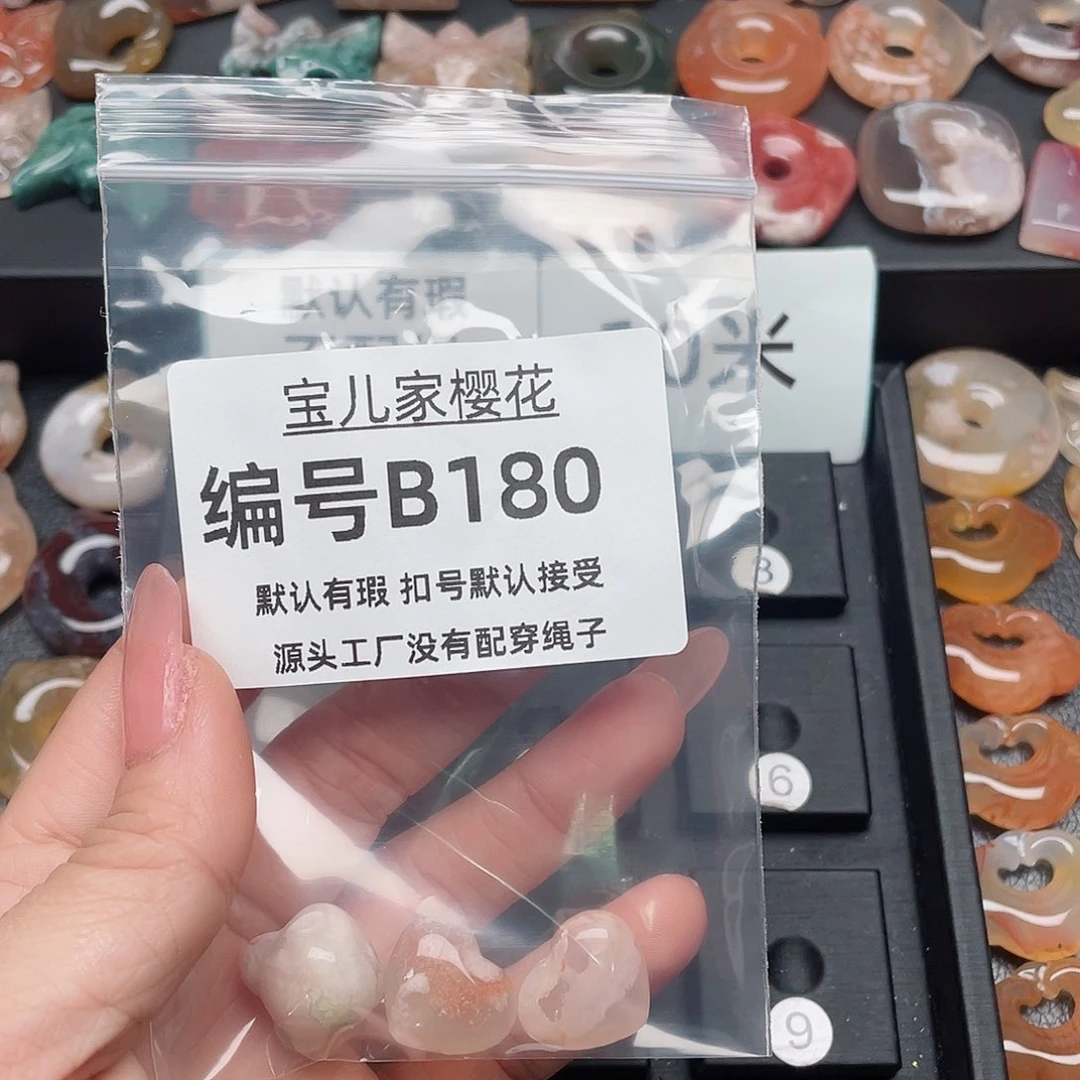 默认有瑕
米
宝儿家樱花
编号B180
默认有瑕 扣号默认接受
源头工厂没有配穿绳子
8
6
9